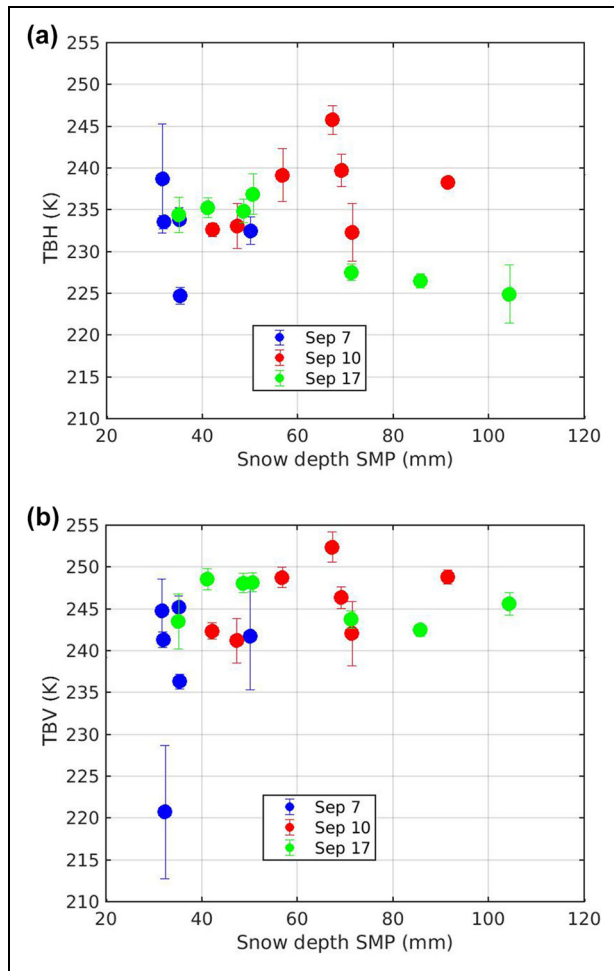 (a)
255
250
245
240
235
230
225
220
215
210
TBH (K)
Sep 7
Sep 10
Sep 17
20 40 60 80 100 120
Snow depth SMP (mm)
(b)
255
250
245
240
235
230
225
220
215
210
TBV (K)
Sep 7
Sep 10
Sep 17
20 40 60 80 100 120
Snow depth SMP (mm)